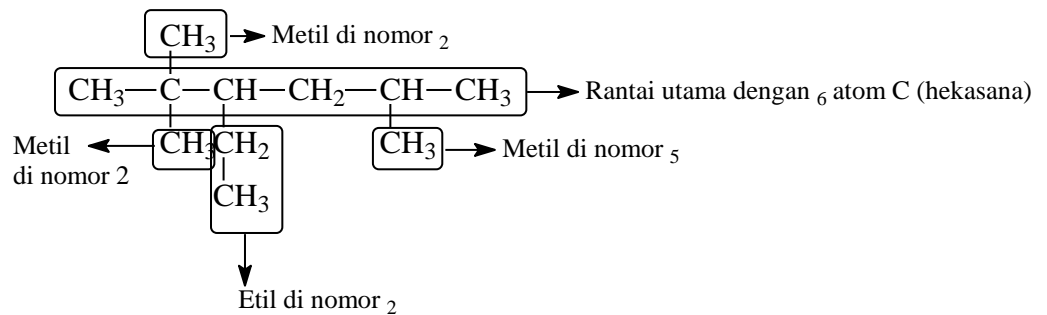 CH₃ Metil di nomor ₂
CH₃—C—CH—CH₂—CH—CH₃ Rantai utama dengan ₆ atom C (hekasana)
Metil
di nomor 2
CH₃
CH₂
CH₃
Metil di nomor ₅
CH₃
Etil di nomor ₂